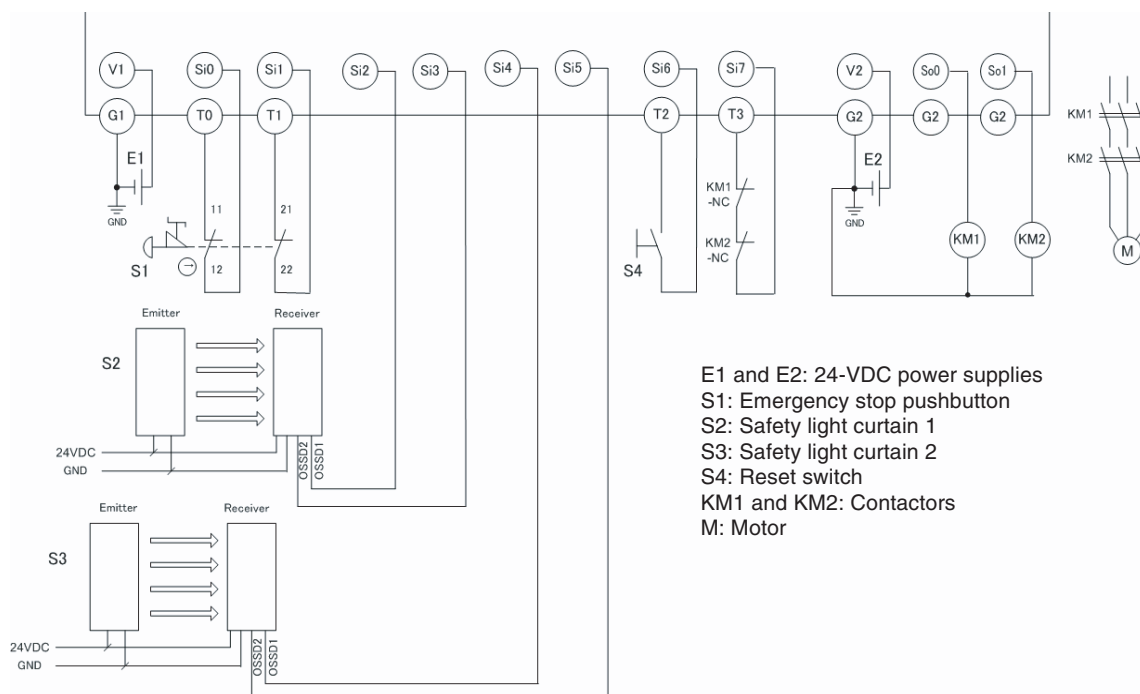 V1 Si0 Si1 Si2 Si3 Si4 Si5 Si6 Si7 V2 So0 So1
G1 T0 T1 T2 T3 G2 G2 G2
KM1
KM2
E1
E2
GND
GND
KM1
-NC
KM2
-NC
11 21
12 22
S1
S4
KM1 KM2
M
Emitter Receiver
S2
24VDC
GND
OSSD2
OSSD1
Emitter Receiver
S3
24VDC
GND
OSSD2
OSSD1
E1 and E2: 24-VDC power supplies
S1: Emergency stop pushbutton
S2: Safety light curtain 1
S3: Safety light curtain 2
S4: Reset switch
KM1 and KM2: Contactors
M: Motor